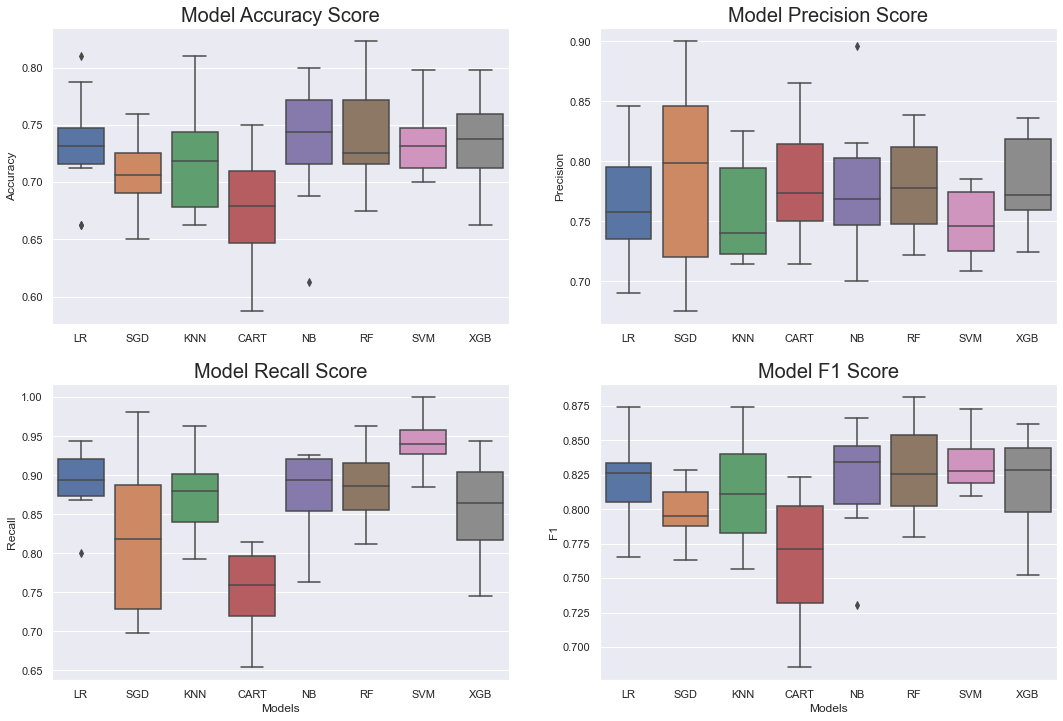 Model Accuracy Score
Accuracy
0.80
0.75
0.70
0.65
0.60
LR SGD KNN CART NB RF SVM XGB
Model Precision Score
Precision
0.90
0.85
0.80
0.75
0.70
LR SGD KNN CART NB RF SVM XGB
Model Recall Score
Recall
1.00
0.95
0.90
0.85
0.80
0.75
0.70
0.65
LR SGD KNN CART NB RF SVM XGB
Models
Model F1 Score
F1
0.875
0.850
0.825
0.800
0.775
0.750
0.725
0.700
LR SGD KNN CART NB RF SVM XGB
Models